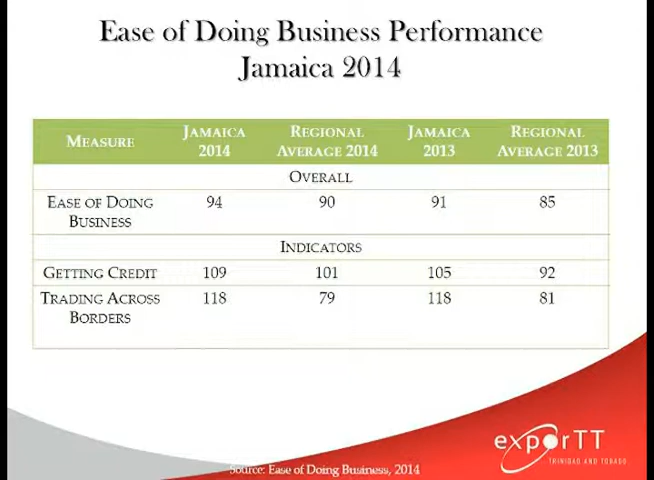 Ease of Doing Business Performance
Jamaica 2014
MEASURE JAMAICA 2014 REGIONAL AVERAGE 2014 JAMAICA 2013 REGIONAL AVERAGE 2013
OVERALL
EASE OF DOING BUSINESS 94 90 91 85
INDICATORS
GETTING CREDIT 109 101 105 92
TRADING ACROSS BORDERS 118 79 118 81
exporTT
TRINIDAD AND TOBAGO
Source: Ease of Doing Business, 2014